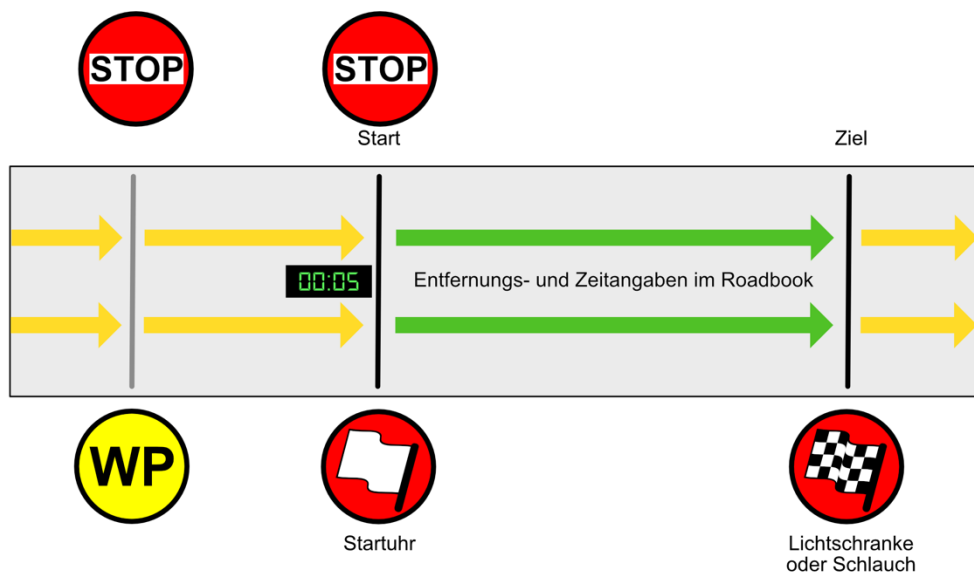 STOP
STOP
Start
Ziel
00:05
Entfernungs- und Zeitangaben im Roadbook
WP
Startuhr
Lichtschranke
oder Schlauch